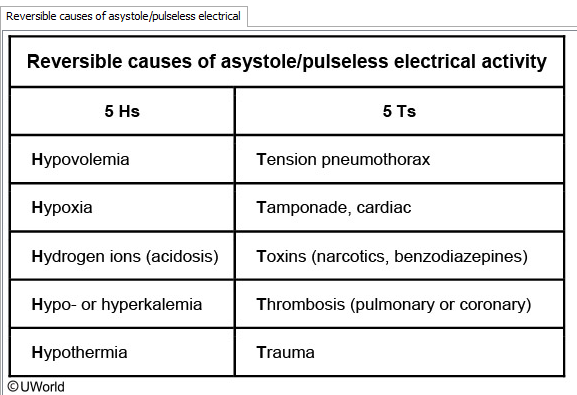 Reversible causes of asystole/pulseless electrical
Reversible causes of asystole/pulseless electrical activity
5 Hs
5 Ts
Hypovolemia
Tension pneumothorax
Hypoxia
Tamponade, cardiac
Hydrogen ions (acidosis)
Toxins (narcotics, benzodiazepines)
Hypo- or hyperkalemia
Thrombosis (pulmonary or coronary)
Hypothermia
Trauma
©UWorld